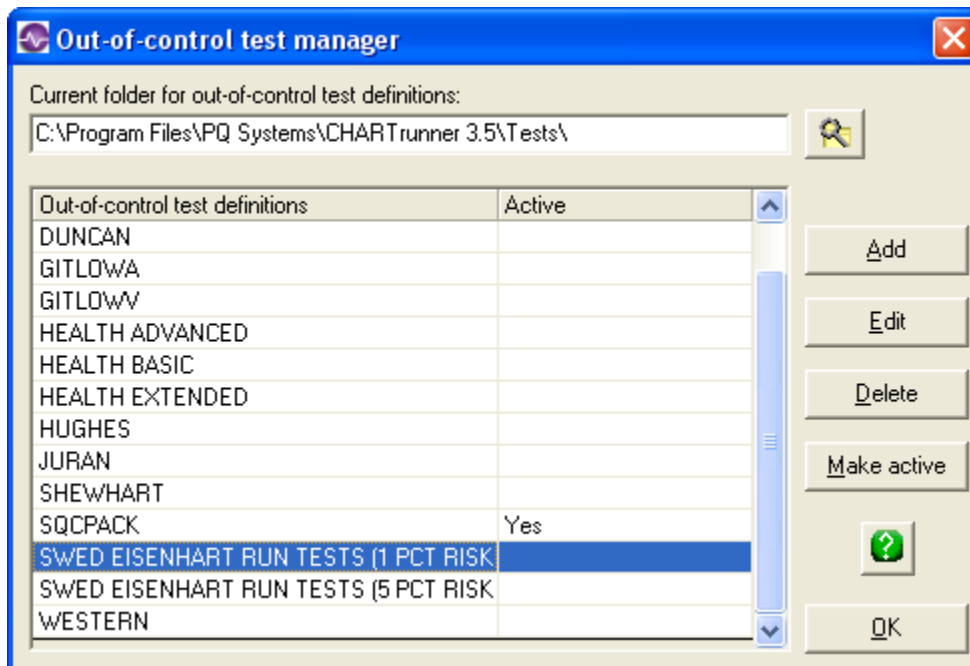 Out-of-control test manager
Current folder for out-of-control test definitions:
C:\Program Files\PQ Systems\CHARTrunner 3.5\Tests\
Out-of-control test definitions Active
DUNCAN
GITLOWA
GITLOWV
HEALTH ADVANCED
HEALTH BASIC
HEALTH EXTENDED
HUGHES
JURAN
SHEWHART
SQCPACK Yes
SWED EISENHART RUN TESTS (1 PCT RISK
SWED EISENHART RUN TESTS (5 PCT RISK
WESTERN
Add
Edit
Delete
Make active
?
OK